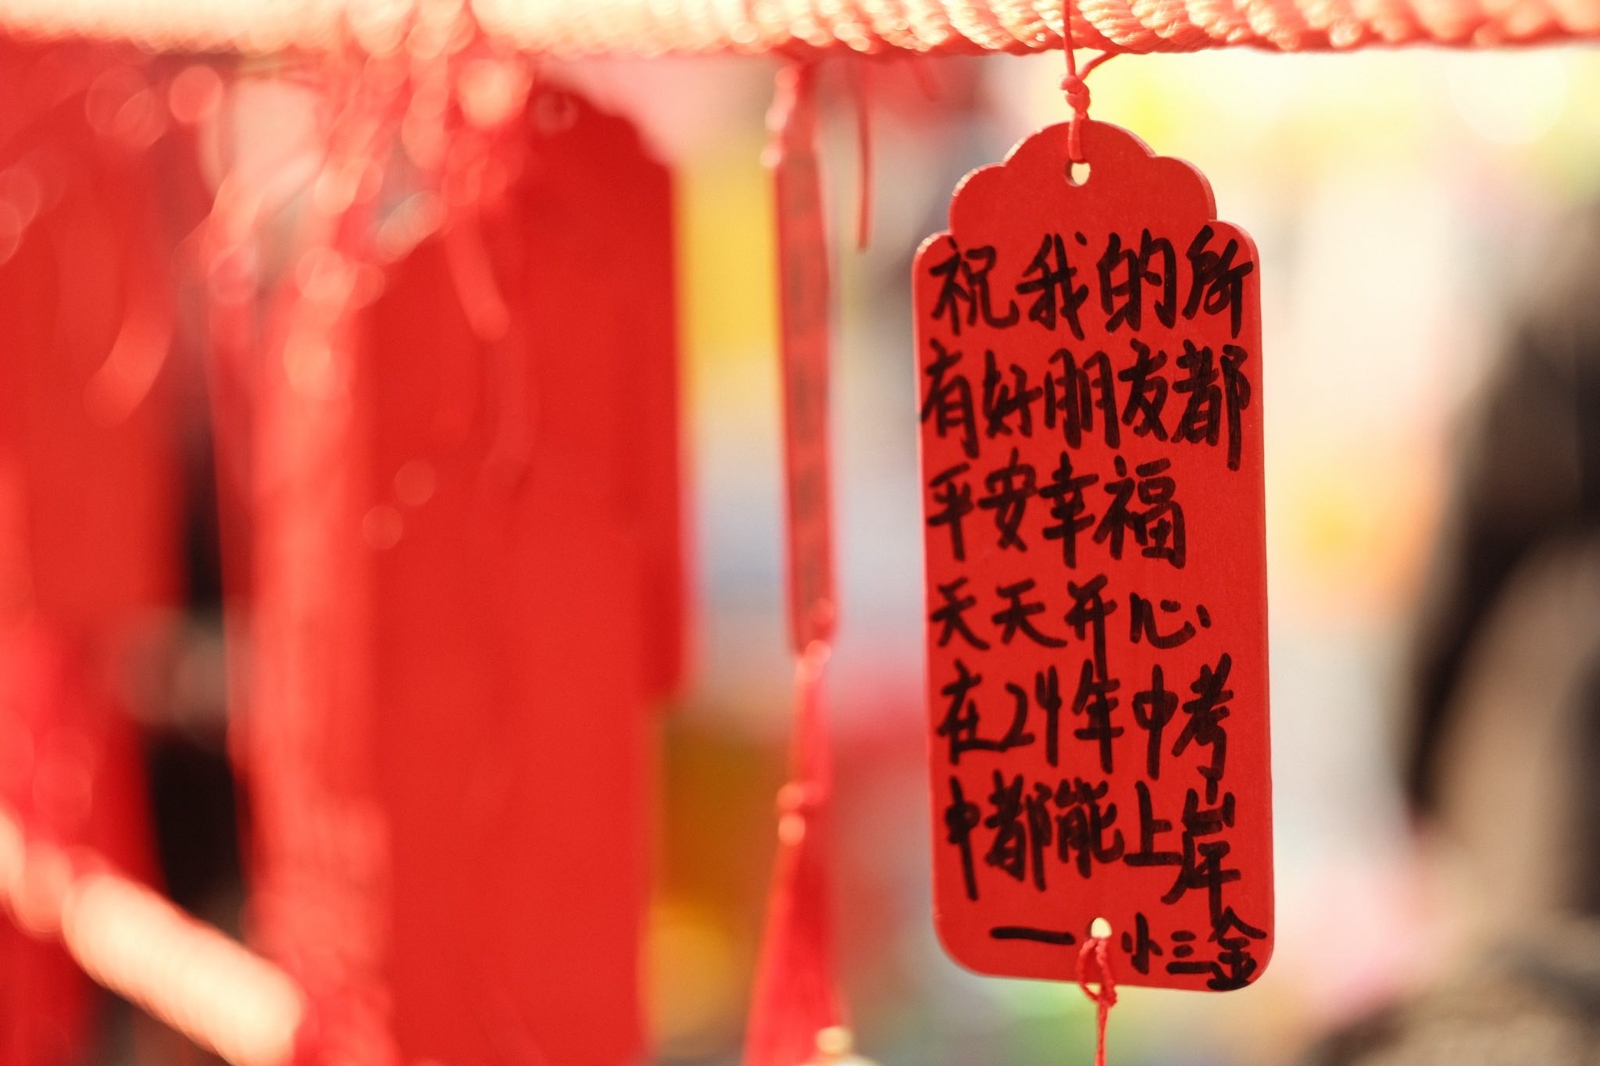 祝我的所
有好朋友都
平安幸福
天天开心
在24年中考
中都能上岸
一小三金